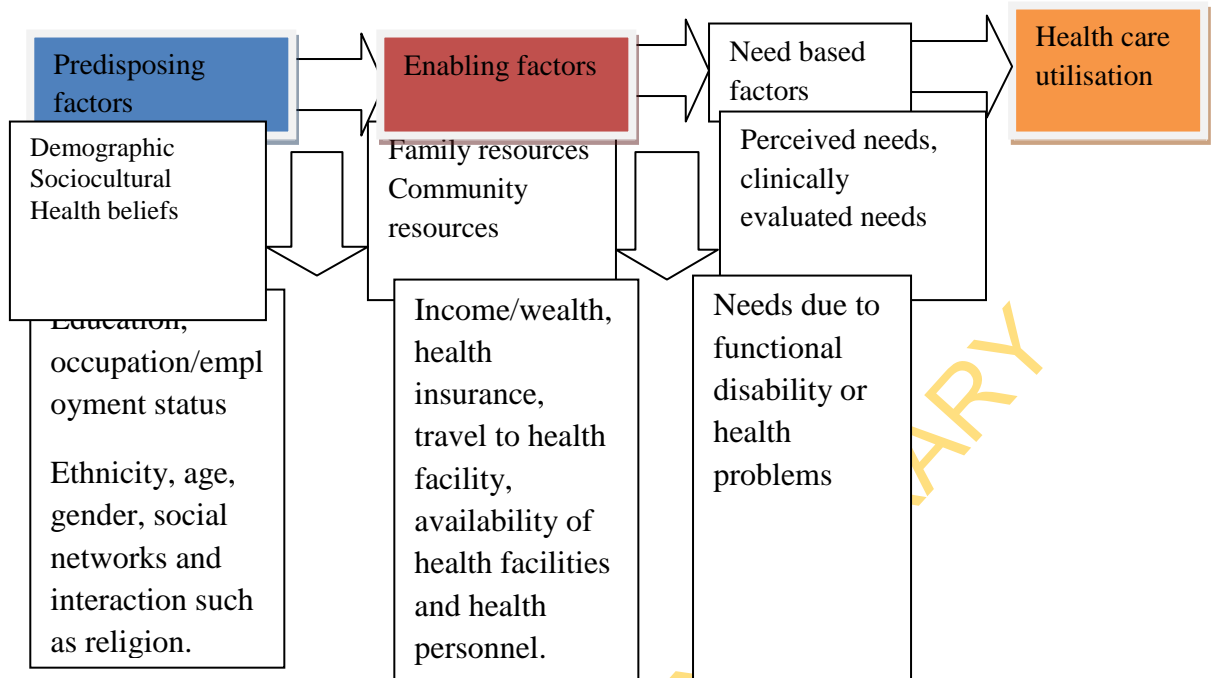 Predisposing
factors
Demographic
Sociocultural
Health beliefs
Education,
occupation/empl
oyment status
Ethnicity, age,
gender, social
networks and
interaction such
as religion.
Enabling factors
Family resources
Community
resources
Income/wealth,
health
insurance,
travel to health
facility,
availability of
health facilities
and health
personnel.
Need based
factors
Perceived needs,
clinically
evaluated needs
Needs due to
functional
disability or
health
problems
Health care
utilisation